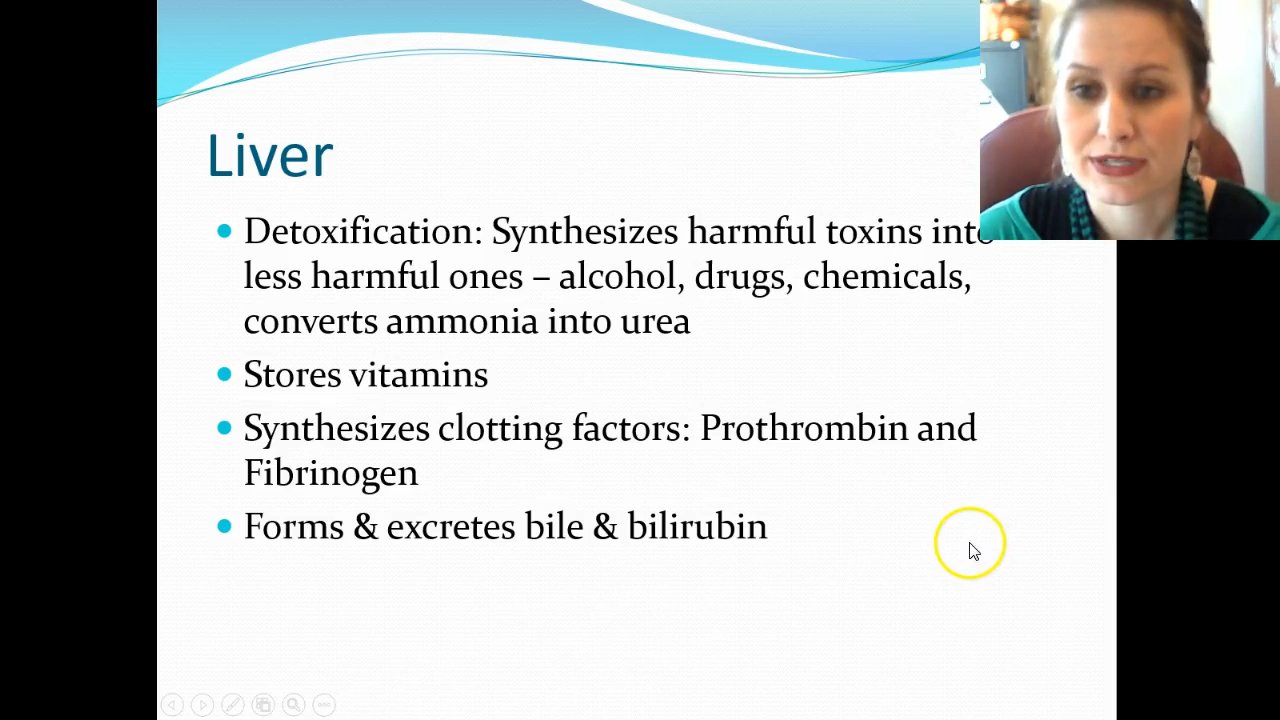 Liver
Detoxification: Synthesizes harmful toxins into
less harmful ones – alcohol, drugs, chemicals,
converts ammonia into urea
Stores vitamins
Synthesizes clotting factors: Prothrombin and
Fibrinogen
Forms & excretes bile & bilirubin